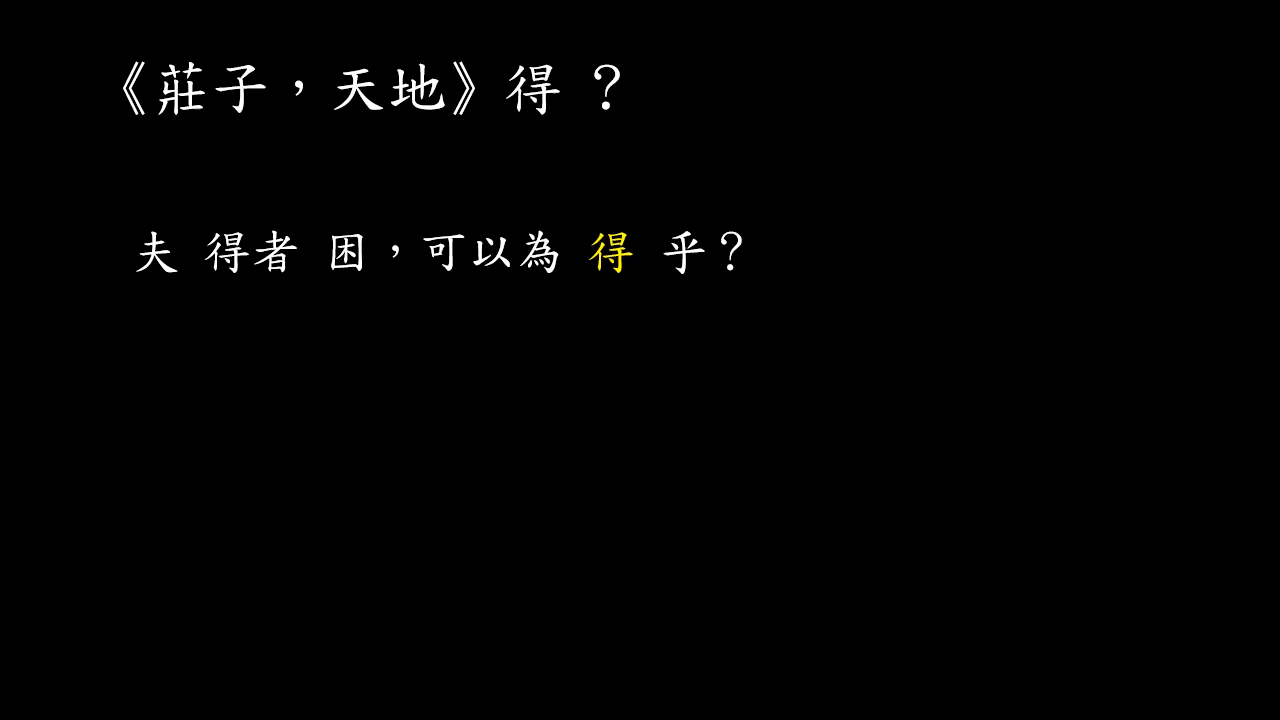 《莊子，天地》得 ？
夫 得者 困，可以為 得 乎？